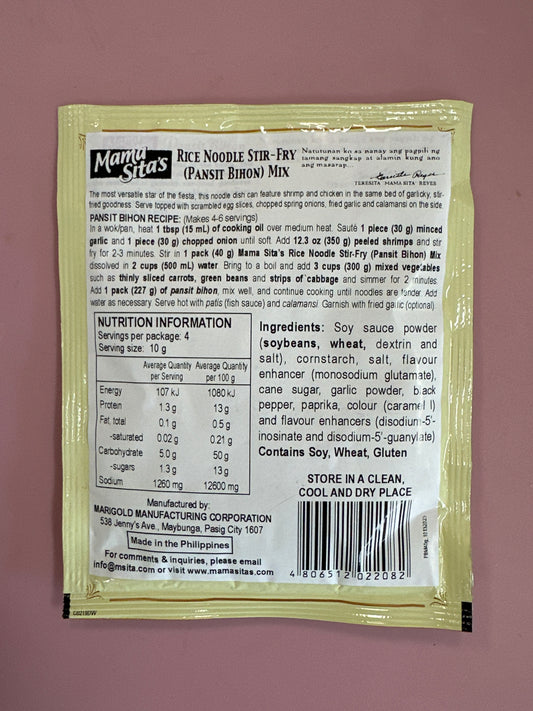 Mama Sita's
RICE NOODLE STIR-FRY
(PANSIT BIHON) MIX
Natutunan ko sa nanay ang pagpili ng
tamang sangkap at alamin kung ano
ang masarap...
TERESITA "MAMA SITA" REYES
The most versatile star of the fiesta, this noodle dish can feature shrimp and chicken in the same bed of garlicky, stir-
fried goodness. Serve topped with scrambled egg slices, chopped spring onions, fried garlic and calamansi on the side.
PANSIT BIHON RECIPE: (Makes 4-6 servings)
In a wok/pan, heat 1 tbsp (15 mL) of cooking oil over medium heat. Sauté 1 piece (30 g) minced
garlic and 1 piece (30 g) chopped onion until soft. Add 12.3 oz (350 g) peeled shrimps and stir
fry for 2-3 minutes. Stir in 1 pack (40 g) Mama Sita's Rice Noodle Stir-Fry (Pansit Bihon) Mix
dissolved in 2 cups (500 mL) water. Bring to a boil and add 3 cups (300 g) mixed vegetables
such as thinly sliced carrots, green beans and strips of cabbage and simmer for 2 minutes.
Add 1 pack (227 g) of pansit bihon, mix well, and continue cooking until noodles are tender. Add
water as necessary. Serve hot with patis (fish sauce) and calamansi. Garnish with fried garlic (optional).
NUTRITION INFORMATION
Servings per package: 4
Serving size: 10 g
Average Quantity Average Quantity
per Serving per 100 g
Energy 107 kJ 1080 kJ
Protein 1.3 g 13 g
Fat, total 0.1 g 0.5 g
-saturated 0.02 g 0.21 g
Carbohydrate 5.0 g 50 g
-sugars 1.3 g 13 g
Sodium 1260 mg 12600 mg
Ingredients: Soy sauce powder
(soybeans, wheat, dextrin and
salt), cornstarch, salt, flavour
enhancer (monosodium glutamate),
cane sugar, garlic powder, black
pepper, paprika, colour (caramel I)
and flavour enhancers (disodium-5'-
inosinate and disodium-5'-guanylate)
Contains Soy, Wheat, Gluten
STORE IN A CLEAN,
COOL AND DRY PLACE
Manufactured by:
MARIGOLD MANUFACTURING CORPORATION
538 Jenny's Ave., Maybunga, Pasig City 1607
Made in the Philippines
For comments & inquiries, please email
info@msita.com or visit www.mamasitas.com
4 806512 022082